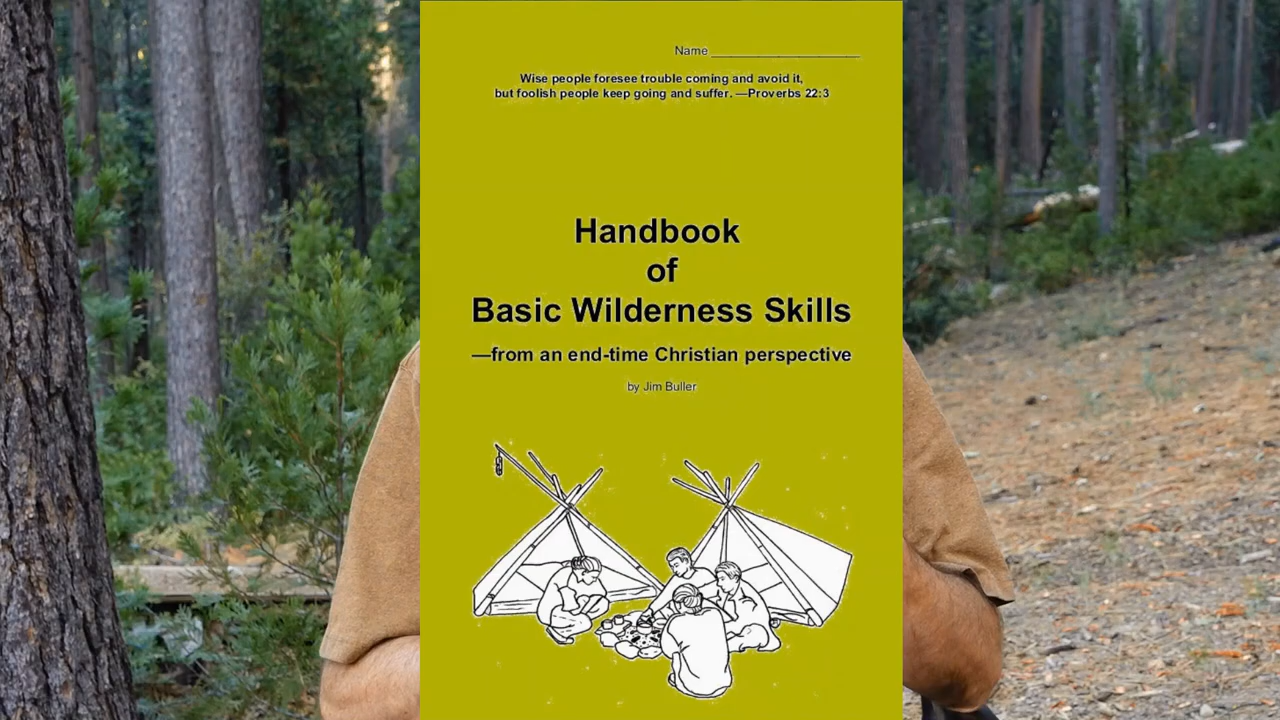 Name ______________________
Wise people foresee trouble coming and avoid it,
but foolish people keep going and suffer. —Proverbs 22:3
Handbook
of
Basic Wilderness Skills
—from an end-time Christian perspective
by Jim Buller